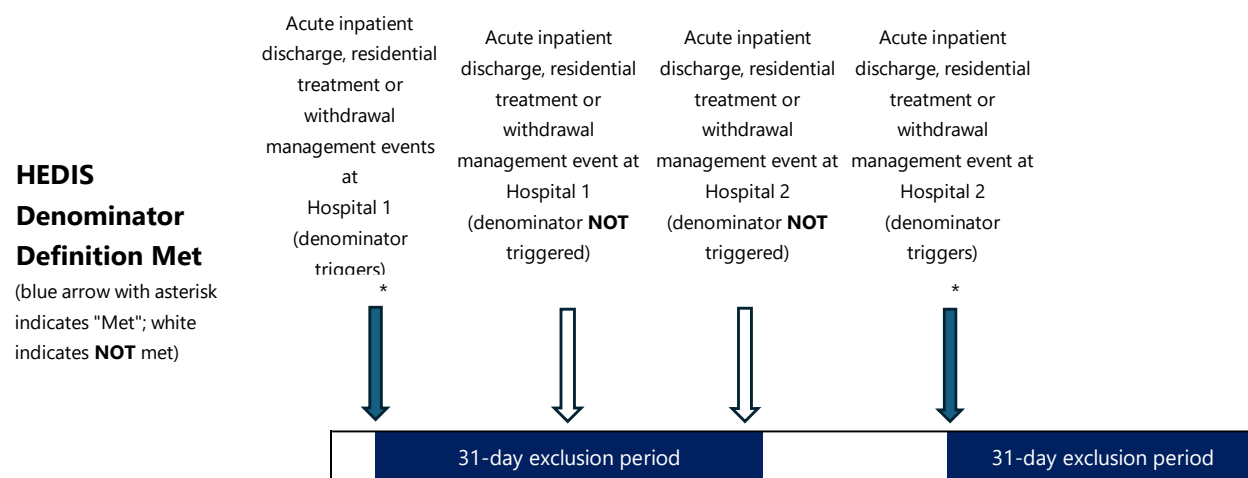 HEDIS
Denominator
Definition Met
(blue arrow with asterisk
indicates "Met"; white
indicates NOT met)
Acute inpatient
discharge, residential
treatment or
withdrawal
management events
at
Hospital 1
(denominator
triggers)
*
Acute inpatient
discharge, residential
treatment or
withdrawal
management event at
Hospital 1
(denominator NOT
triggered)
Acute inpatient
discharge, residential
treatment or
withdrawal
management event at
Hospital 2
(denominator NOT
triggered)
Acute inpatient
discharge, residential
treatment or
withdrawal
management event at
Hospital 2
(denominator
triggers)
*
31-day exclusion period
31-day exclusion period